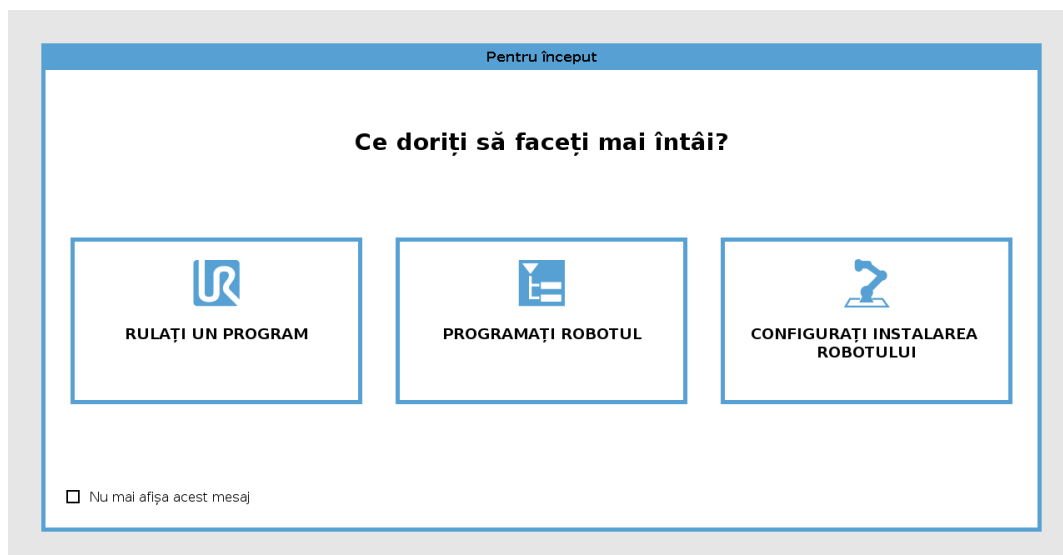 Pentru început
Ce doriți să faceți mai întâi?
RULAȚI UN PROGRAM
PROGRAMAȚI ROBOTUL
CONFIGURAȚI INSTALAREA
ROBOTULUI
Nu mai afișa acest mesaj